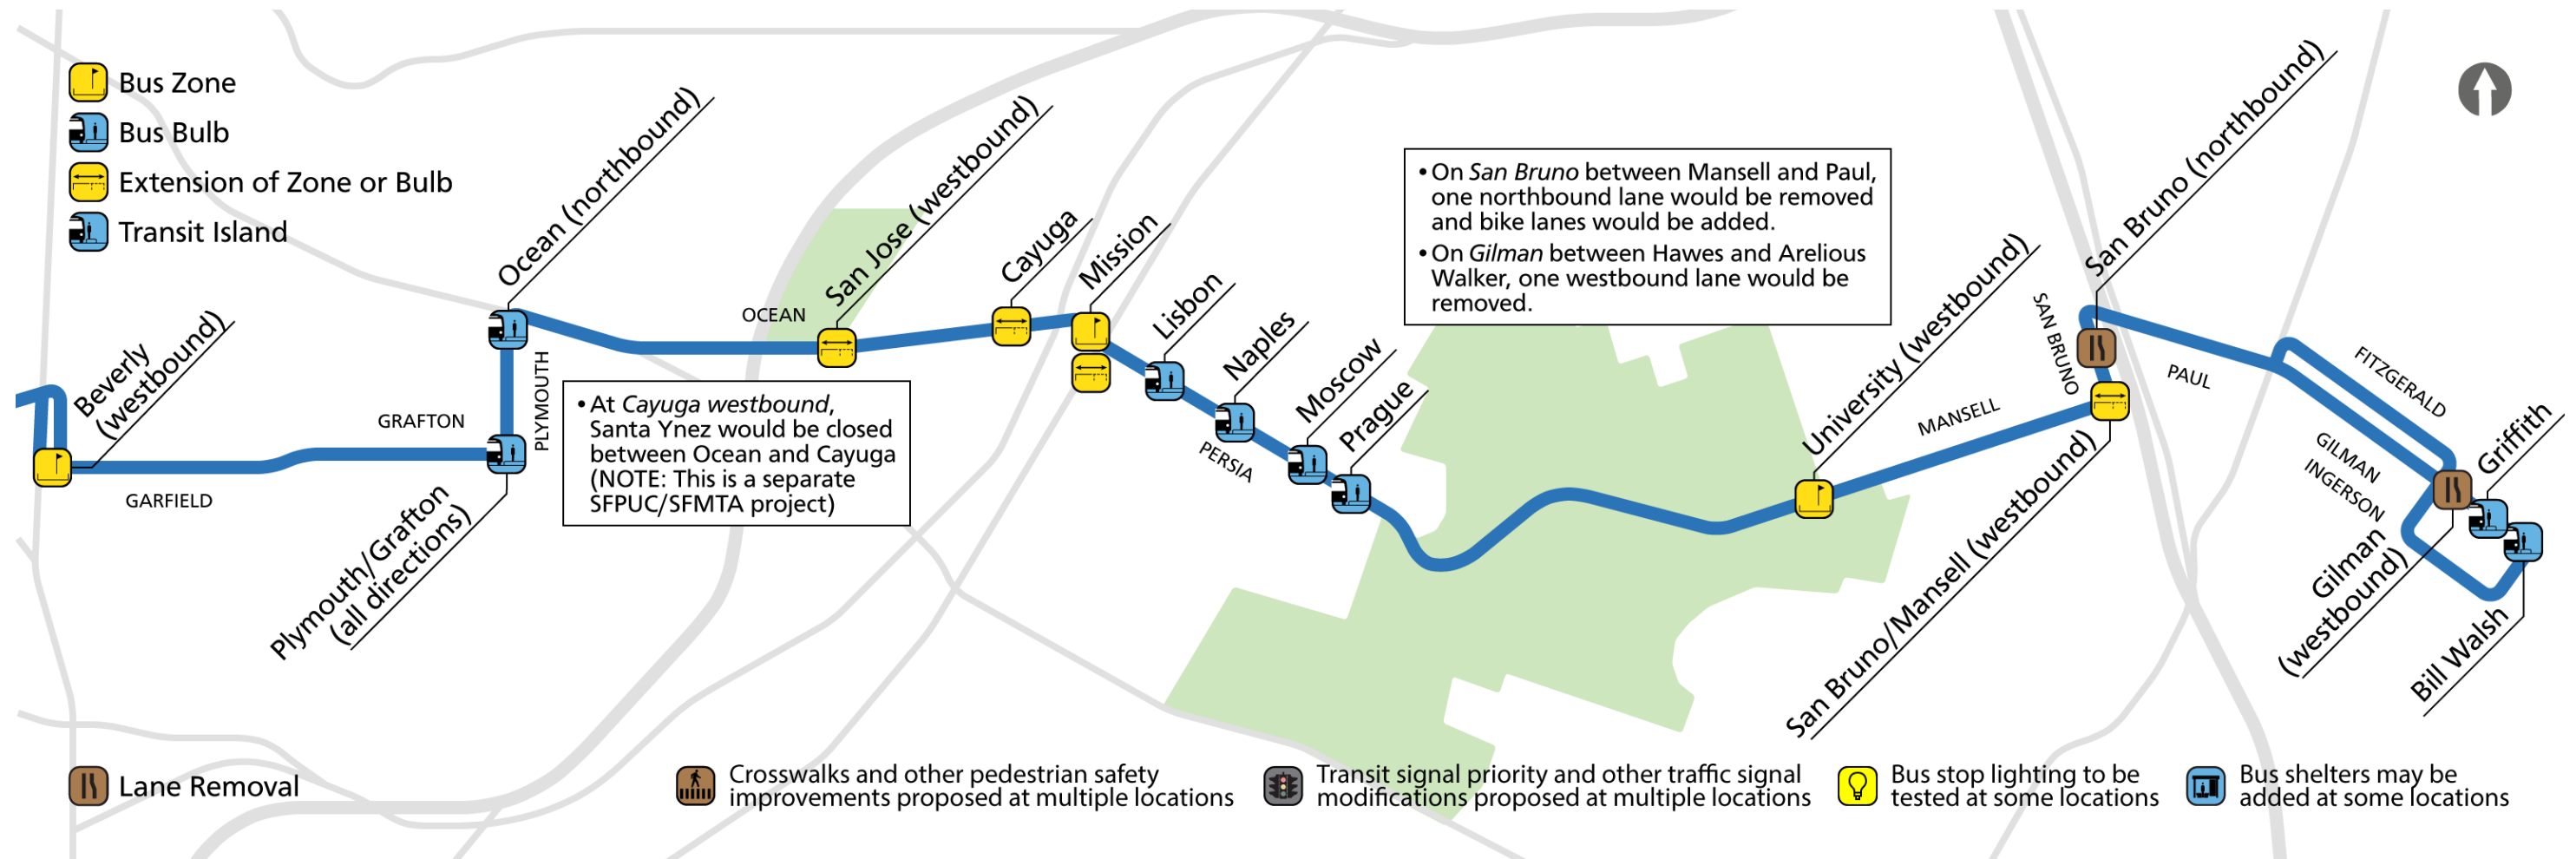 Bus Zone
Bus Bulb
Extension of Zone or Bulb
Transit Island
Beverly
(westbound)
GARFIELD
GRAFTON
Plymouth/Grafton
(all directions)
PLYMOUTH
Ocean (northbound)
• At Cayuga westbound,
Santa Ynez would be closed
between Ocean and Cayuga
(NOTE: This is a separate
SFPUC/SFMTA project)
OCEAN
San Jose (westbound)
Cayuga
Mission
Lisbon
Naples
Moscow
Prague
PERSIA
• On San Bruno between Mansell and Paul,
one northbound lane would be removed
and bike lanes would be added.
• On Gilman between Hawes and Arelious
Walker, one westbound lane would be
removed.
University (westbound)
MANSELL
San Bruno/Mansell (westbound)
SAN BRUNO
San Bruno (northbound)
PAUL
FITZGERALD
GILMAN
INGERSON
Gilman
(westbound)
Griffith
Bill Walsh
Lane Removal
Crosswalks and other pedestrian safety
improvements proposed at multiple locations
Transit signal priority and other traffic signal
modifications proposed at multiple locations
Bus stop lighting to be
tested at some locations
Bus shelters may be
added at some locations